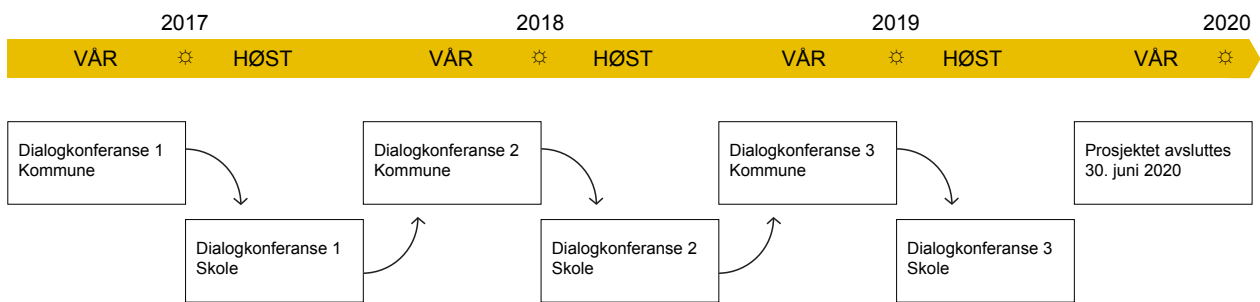 2017 2018 2019 2020
VÅR ☼ HØST VÅR ☼ HØST VÅR ☼ HØST VÅR ☼
Dialogkonferanse 1
Kommune
Dialogkonferanse 2
Kommune
Dialogkonferanse 3
Kommune
Prosjektet avsluttes
30. juni 2020
Dialogkonferanse 1
Skole
Dialogkonferanse 2
Skole
Dialogkonferanse 3
Skole